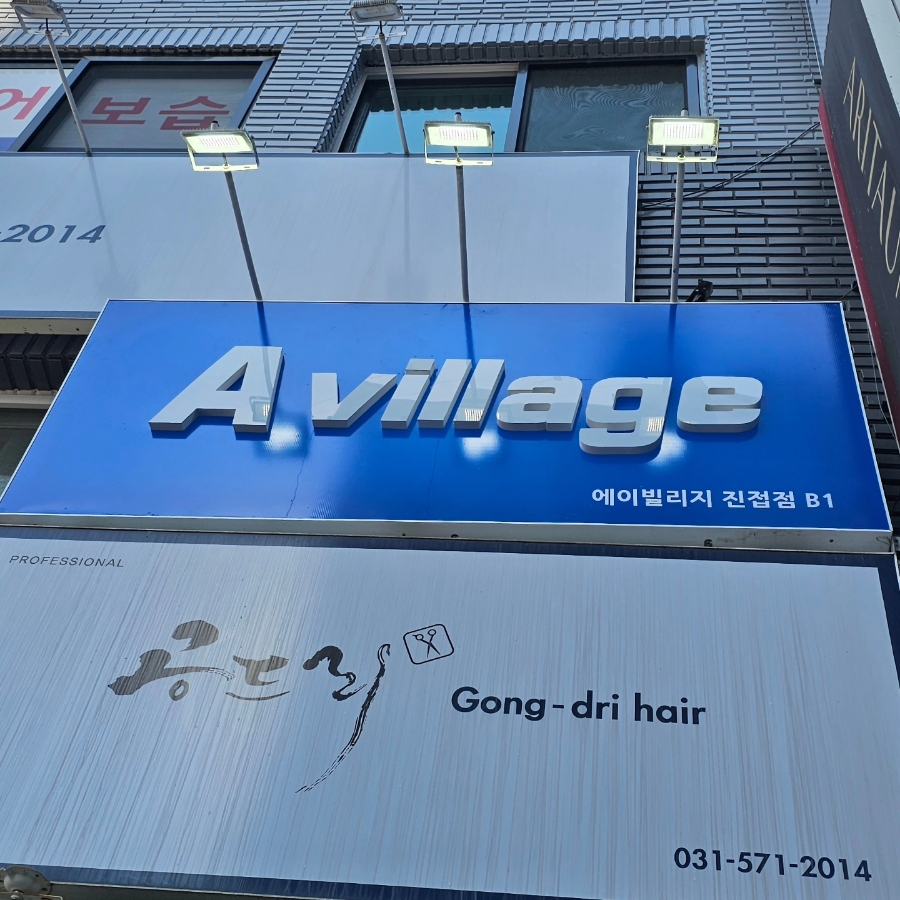 어 보습
-2014
ARITAU
A village
에이빌리지 진접점 B1
PROFESSIONAL
공드리
Gong-dri hair
031-571-2014